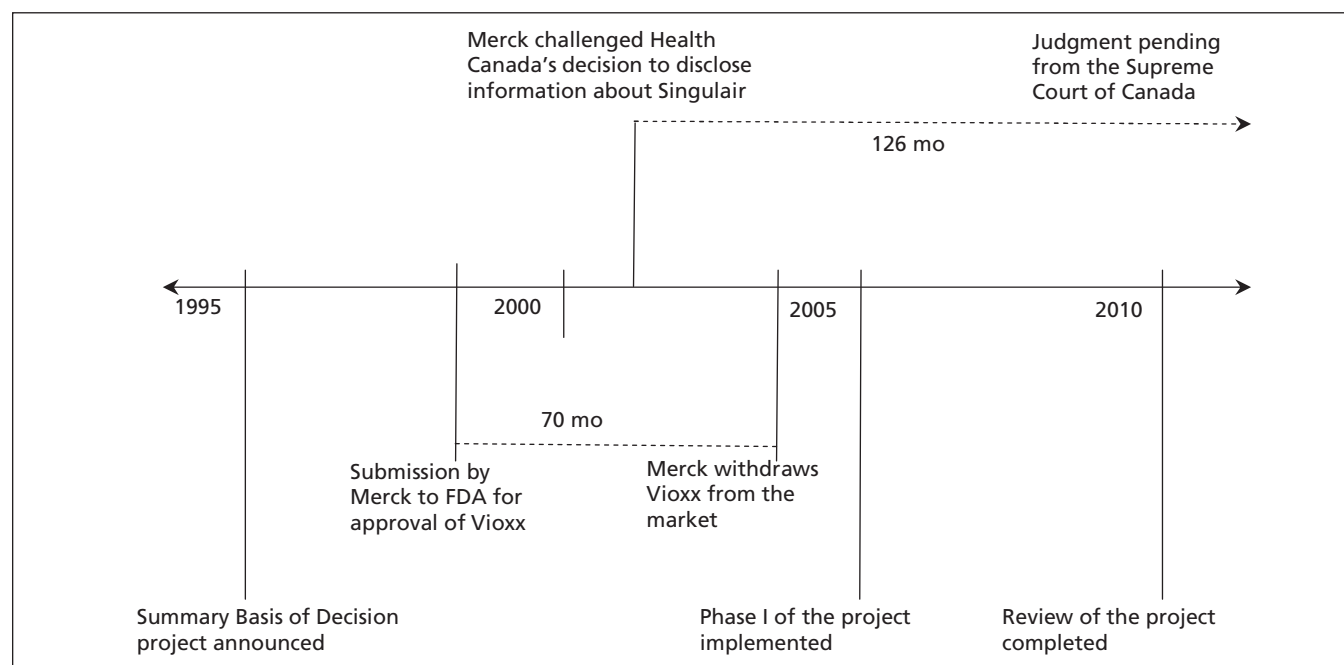 Merck challenged Health
Canada’s decision to disclose
information about Singulair
Judgment pending
from the Supreme
Court of Canada
126 mo
1995
2000
2005
2010
70 mo
Submission by
Merck to FDA for
approval of Vioxx
Merck withdraws
Vioxx from the
market
Summary Basis of Decision
project announced
Phase I of the project
implemented
Review of the project
completed